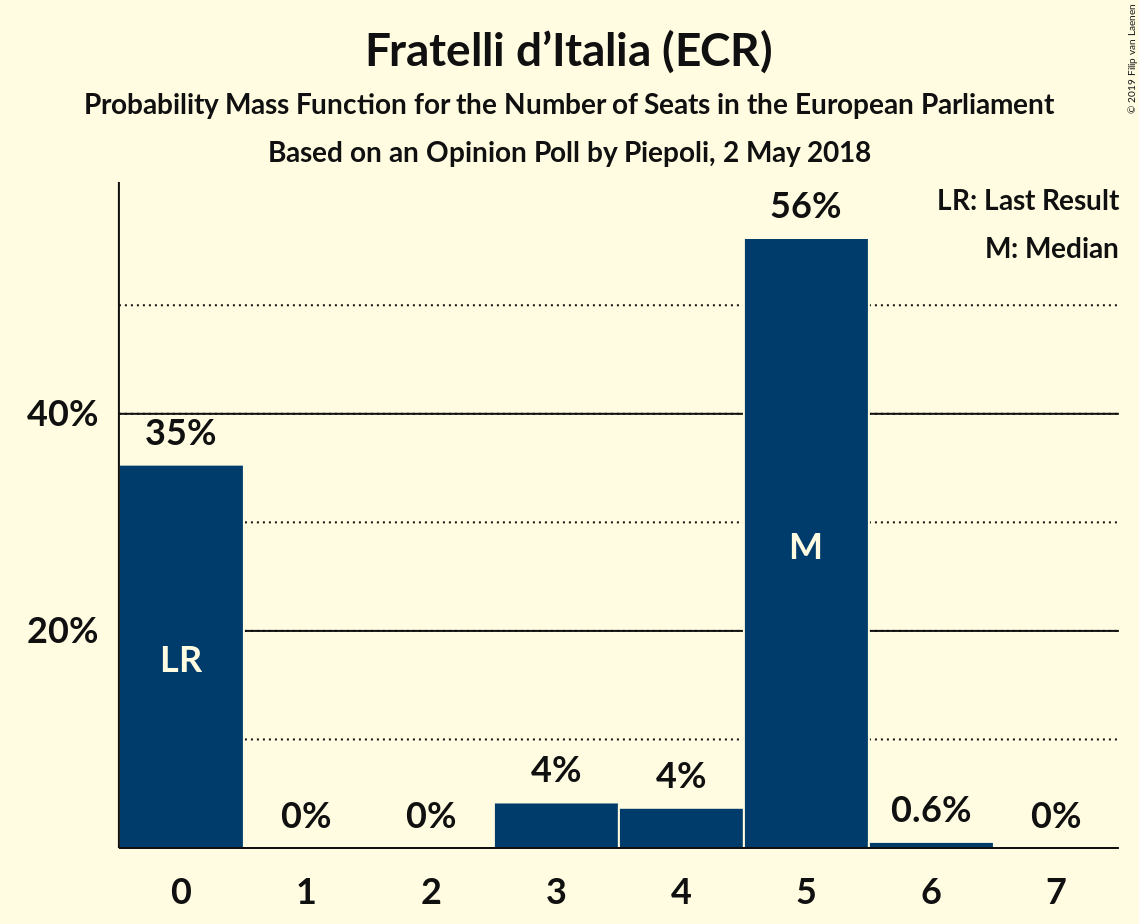 Fratelli d’Italia (ECR)
Probability Mass Function for the Number of Seats in the European Parliament
Based on an Opinion Poll by Piepoli, 2 May 2018
© 2019 Filip van Laenen
LR: Last Result
M: Median
56%
40%
35%
M
20%
LR
4%
4%
0%
0%
0.6%
0%
0 1 2 3 4 5 6 7